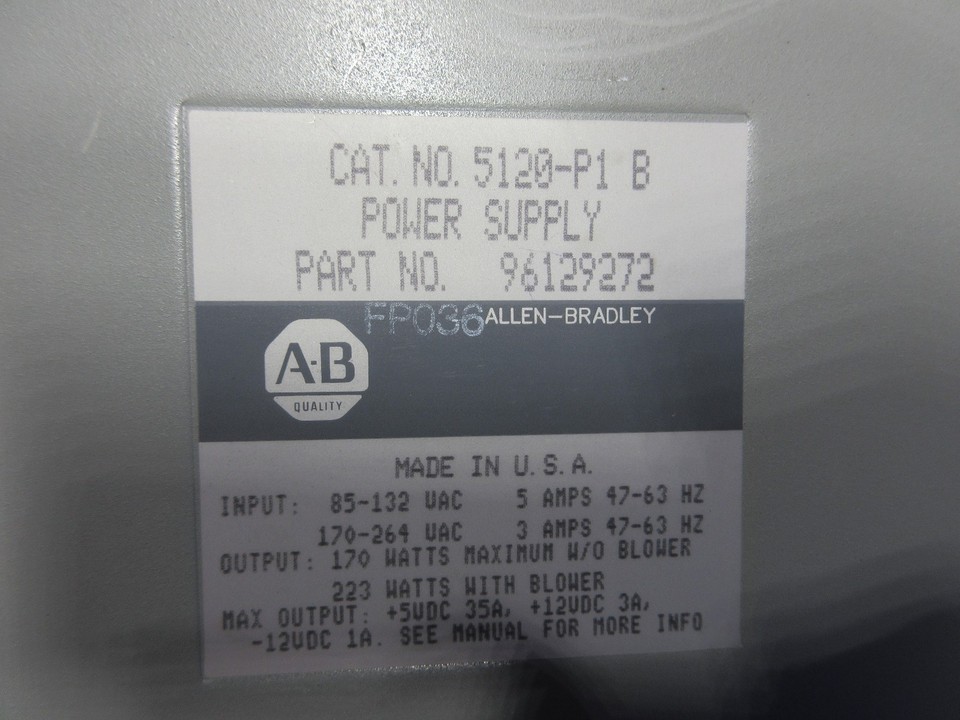 CAT. NO. 5120-P1 B
POWER SUPPLY
PART NO. 96129272
FP036 ALLEN-BRADLEY
A-B
QUALITY
MADE IN U.S.A.
INPUT: 85-132 VAC 5 AMPS 47-63 HZ
170-264 VAC 3 AMPS 47-63 HZ
OUTPUT: 170 WATTS MAXIMUM W/O BLOWER
223 WATTS WITH BLOWER
MAX OUTPUT: +5VDC 35A, +12VDC 3A,
-12VDC 1A. SEE MANUAL FOR MORE INFO